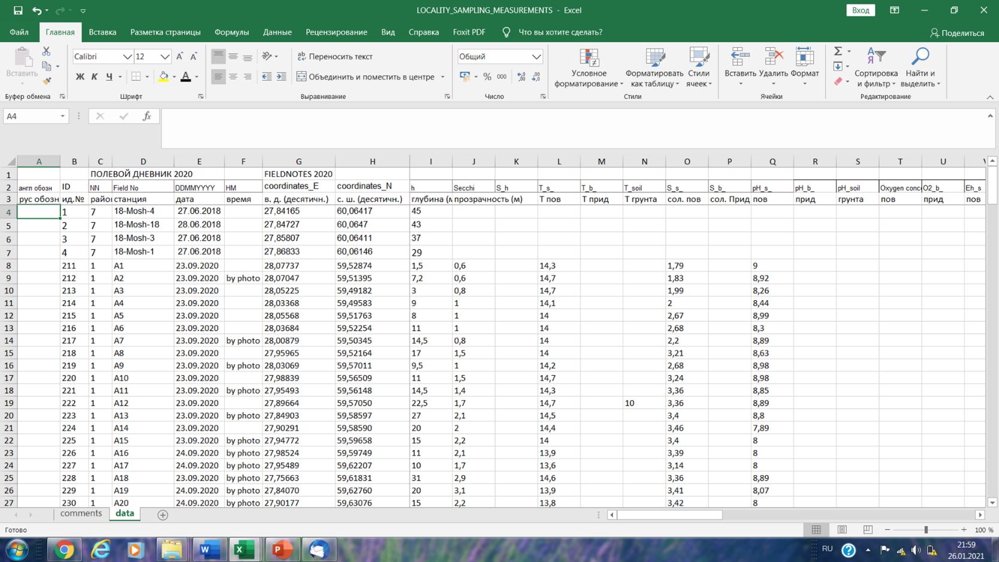 LOCALITY_SAMPLING_MEASUREMENTS - Excel
Вход
Файл Главная Вставка Разметка страницы Формулы Данные Рецензирование Вид Справка Foxit PDF Что вы хотите сделать? Поделиться
Calibri 12 Переносить текст Общий
Вставить Ж К Ч Объединить и поместить в центре % 000 Условное форматирование Форматировать как таблицу Стили ячеек Вставить Удалить Формат Сортировка и фильтр Найти и выделить
Буфер обмена Шрифт Выравнивание Число Стили Ячейки Редактирование
A4 fx
A B C D E F G H I J K L M N O P Q R S T U
1 ПОЛЕВОЙ ДНЕВНИК 2020 FIELDNOTES 2020
2 англ обозн ID NN Field No DDMMYYYY HM coordinates_E coordinates_N h Secchi S_h T_s_ T_b_ T_soil S_s_ S_b_ pH_s_ pH_b_ pH_soil Oxygen conc O2_b_ Eh_s
3 рус обозн ид.№ район станция дата время в. д. (десятичн.) с. ш. (десятичн.) глубина (м прозрачность (м) Т пов Т прид Т грунта сол. пов сол. Прид пов прид грунта пов прид пов
4 1 7 18-Mosh-4 27.06.2018 27,84165 60,06417 45
5 2 7 18-Mosh-18 28.06.2018 27,84727 60,0647 43
6 3 7 18-Mosh-3 27.06.2018 27,85807 60,06411 37
7 4 7 18-Mosh-1 27.06.2018 27,86833 60,06146 29
8 211 1 A1 23.09.2020 28,07737 59,52874 1,5 0,6 14,3 1,79 9
9 212 1 A2 23.09.2020 by photo 28,07047 59,51395 7,2 0,6 14,7 1,83 8,92
10 213 1 A3 23.09.2020 28,05225 59,49182 3 0,8 14,7 1,99 8,26
11 214 1 A4 23.09.2020 28,03368 59,49583 9 1 14,1 2 8,44
12 215 1 A5 23.09.2020 28,05568 59,51763 8 1 14 2,67 8,99
13 216 1 A6 23.09.2020 28,03684 59,52254 11 1 14 2,68 8,3
14 217 1 A7 23.09.2020 by photo 28,00879 59,50345 14,5 0,8 14 2,2 8,89
15 218 1 A8 23.09.2020 27,95965 59,52164 17 1,5 14 3,21 8,63
16 219 1 A9 23.09.2020 by photo 28,03069 59,57011 9,5 1 14,2 2,68 8,98
17 220 1 A10 23.09.2020 27,98839 59,56509 11 1,5 14,7 3,24 8,98
18 221 1 A11 23.09.2020 by photo 27,95493 59,56148 14,5 1,4 14,3 3,36 8,85
19 222 1 A12 23.09.2020 27,89664 59,57050 22,5 1,7 14,7 10 3,36 8,89
20 223 1 A13 23.09.2020 by photo 27,84903 59,58597 27 2,1 14,5 3,4 8,8
21 224 1 A14 23.09.2020 27,90291 59,58590 20 2 14,4 3,46 7,89
22 225 1 A15 23.09.2020 by photo 27,94772 59,59658 15 2,2 14 3,4 8
23 226 1 A16 24.09.2020 by photo 27,98524 59,59749 11 2,1 13,9 3,39 8
24 227 1 A17 24.09.2020 by photo 27,95489 59,62207 10 1,7 13,6 3,14 8
25 228 1 A18 23.09.2020 by photo 27,75663 59,61831 31 2,9 14,6 3,36 8,89
26 229 1 A19 24.09.2020 by photo 27,84070 59,62760 20 3,1 13,9 3,41 8,07
27 230 1 A20 24.09.2020 by photo 27,90177 59,63076 15 2,2 13,8 3,42 8
comments data
Готово 100 %
RU 21:59
26.01.2021